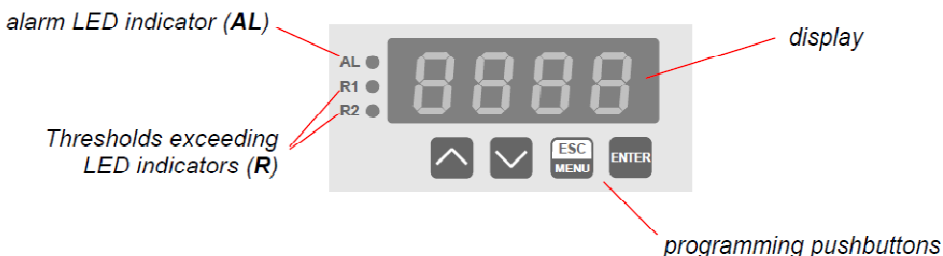 alarm LED indicator (AL)
display
AL
R1
R2
8888
Thresholds exceeding
LED indicators (R)
ESC
MENU
ENTER
programming pushbuttons